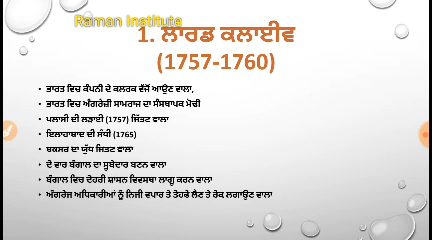 Raman Institute
1. ਲਾਰਡ ਕਲਾਈਵ
(1757-1760)
• ਭਾਰਤ ਵਿਚ ਕੰਪਨੀ ਦੇ ਕਲਰਕ ਵੱਜੋਂ ਆਉਣ ਵਾਲਾ,
• ਭਾਰਤ ਵਿਚ ਅੰਗਰੇਜ਼ੀ ਸਾਮਰਾਜ ਦਾ ਸੰਸਥਾਪਕ ਮੋਢੀ
• ਪਲਾਸੀ ਦੀ ਲੜਾਈ (1757) ਜਿੱਤਣ ਵਾਲਾ
• ਇਲਾਹਾਬਾਦ ਦੀ ਸੰਧੀ (1765)
• ਬਕਸਰ ਦਾ ਯੁੱਧ ਜਿਤਣ ਵਾਲਾ
• ਦੋ ਵਾਰ ਬੰਗਾਲ ਦਾ ਸੂਬੇਦਾਰ ਬਣਨ ਵਾਲਾ
• ਬੰਗਾਲ ਵਿਚ ਦੋਹਰੀ ਸ਼ਾਸਨ ਵਿਵਸਥਾ ਲਾਗੂ ਕਰਨ ਵਾਲਾ
• ਅੰਗਰੇਜ ਅਧਿਕਾਰੀਆਂ ਨੂੰ ਨਿਜੀ ਵਪਾਰ ਤੇ ਤੋਹਫੇ ਲੈਣ ਤੇ ਰੋਕ ਲਗਾਉਣ ਵਾਲਾ